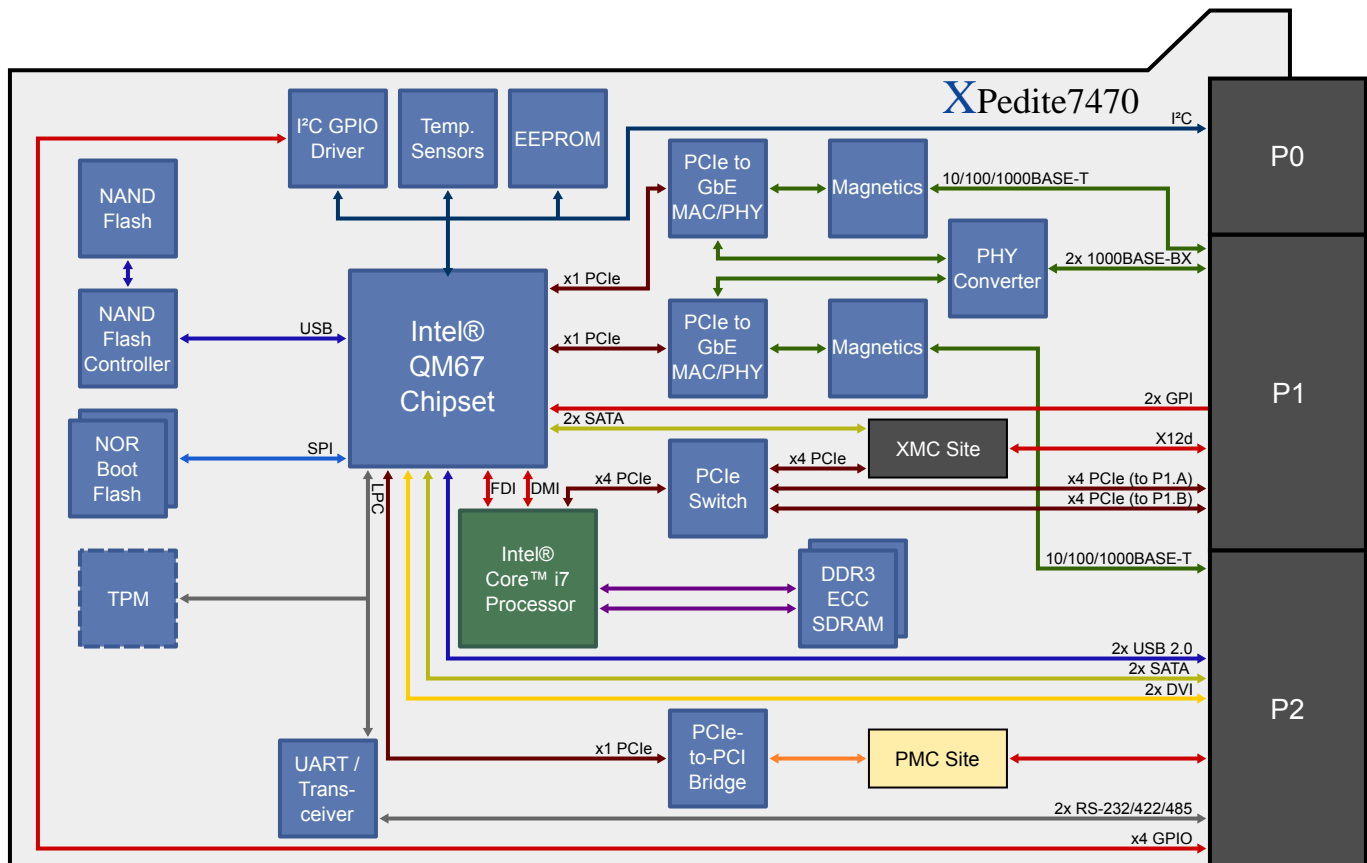 XPedite7470
I²C GPIO
Driver
Temp.
Sensors
EEPROM
I²C
P0
NAND
Flash
PCIe to
GbE
MAC/PHY
Magnetics
10/100/1000BASE-T
PHY
Converter
2x 1000BASE-BX
x1 PCIe
NAND
Flash
Controller
USB
Intel®
QM67
Chipset
x1 PCIe
PCIe to
GbE
MAC/PHY
Magnetics
P1
2x GPI
2x SATA
NOR
Boot
Flash
SPI
XMC Site
X12d
PCIe
Switch
x4 PCIe
x4 PCIe
x4 PCIe (to P1.A)
x4 PCIe (to P1.B)
LPC
FDI
DMI
Intel®
Core™ i7
Processor
10/100/1000BASE-T
DDR3
ECC
SDRAM
TPM
2x USB 2.0
2x SATA
2x DVI
P2
UART /
Trans-
ceiver
x1 PCIe
PCIe-
to-PCI
Bridge
PMC Site
2x RS-232/422/485
x4 GPIO